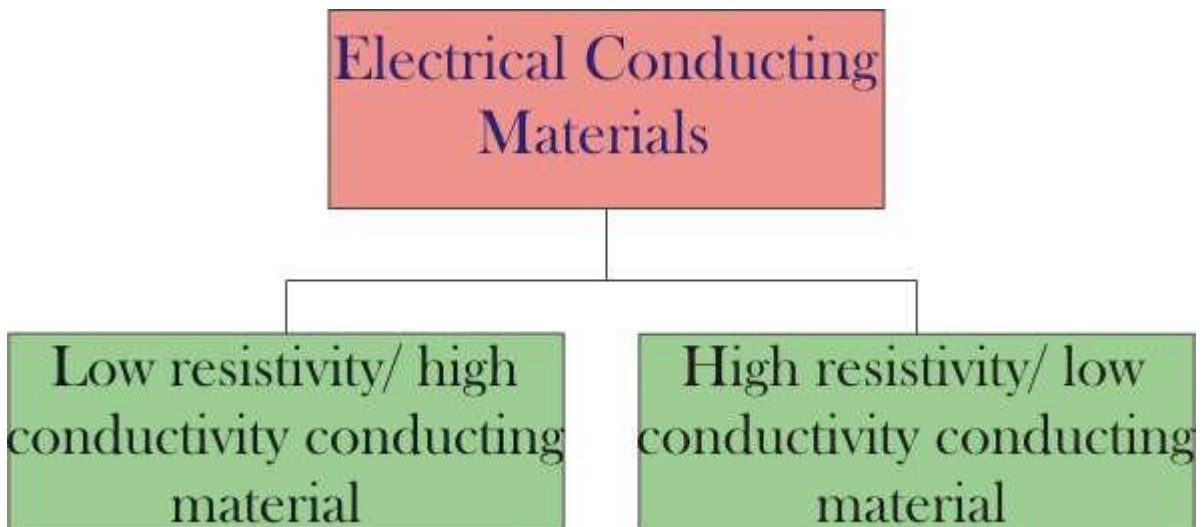 Electrical Conducting
Materials
Low resistivity/ high
conductivity conducting
material
High resistivity/ low
conductivity conducting
material